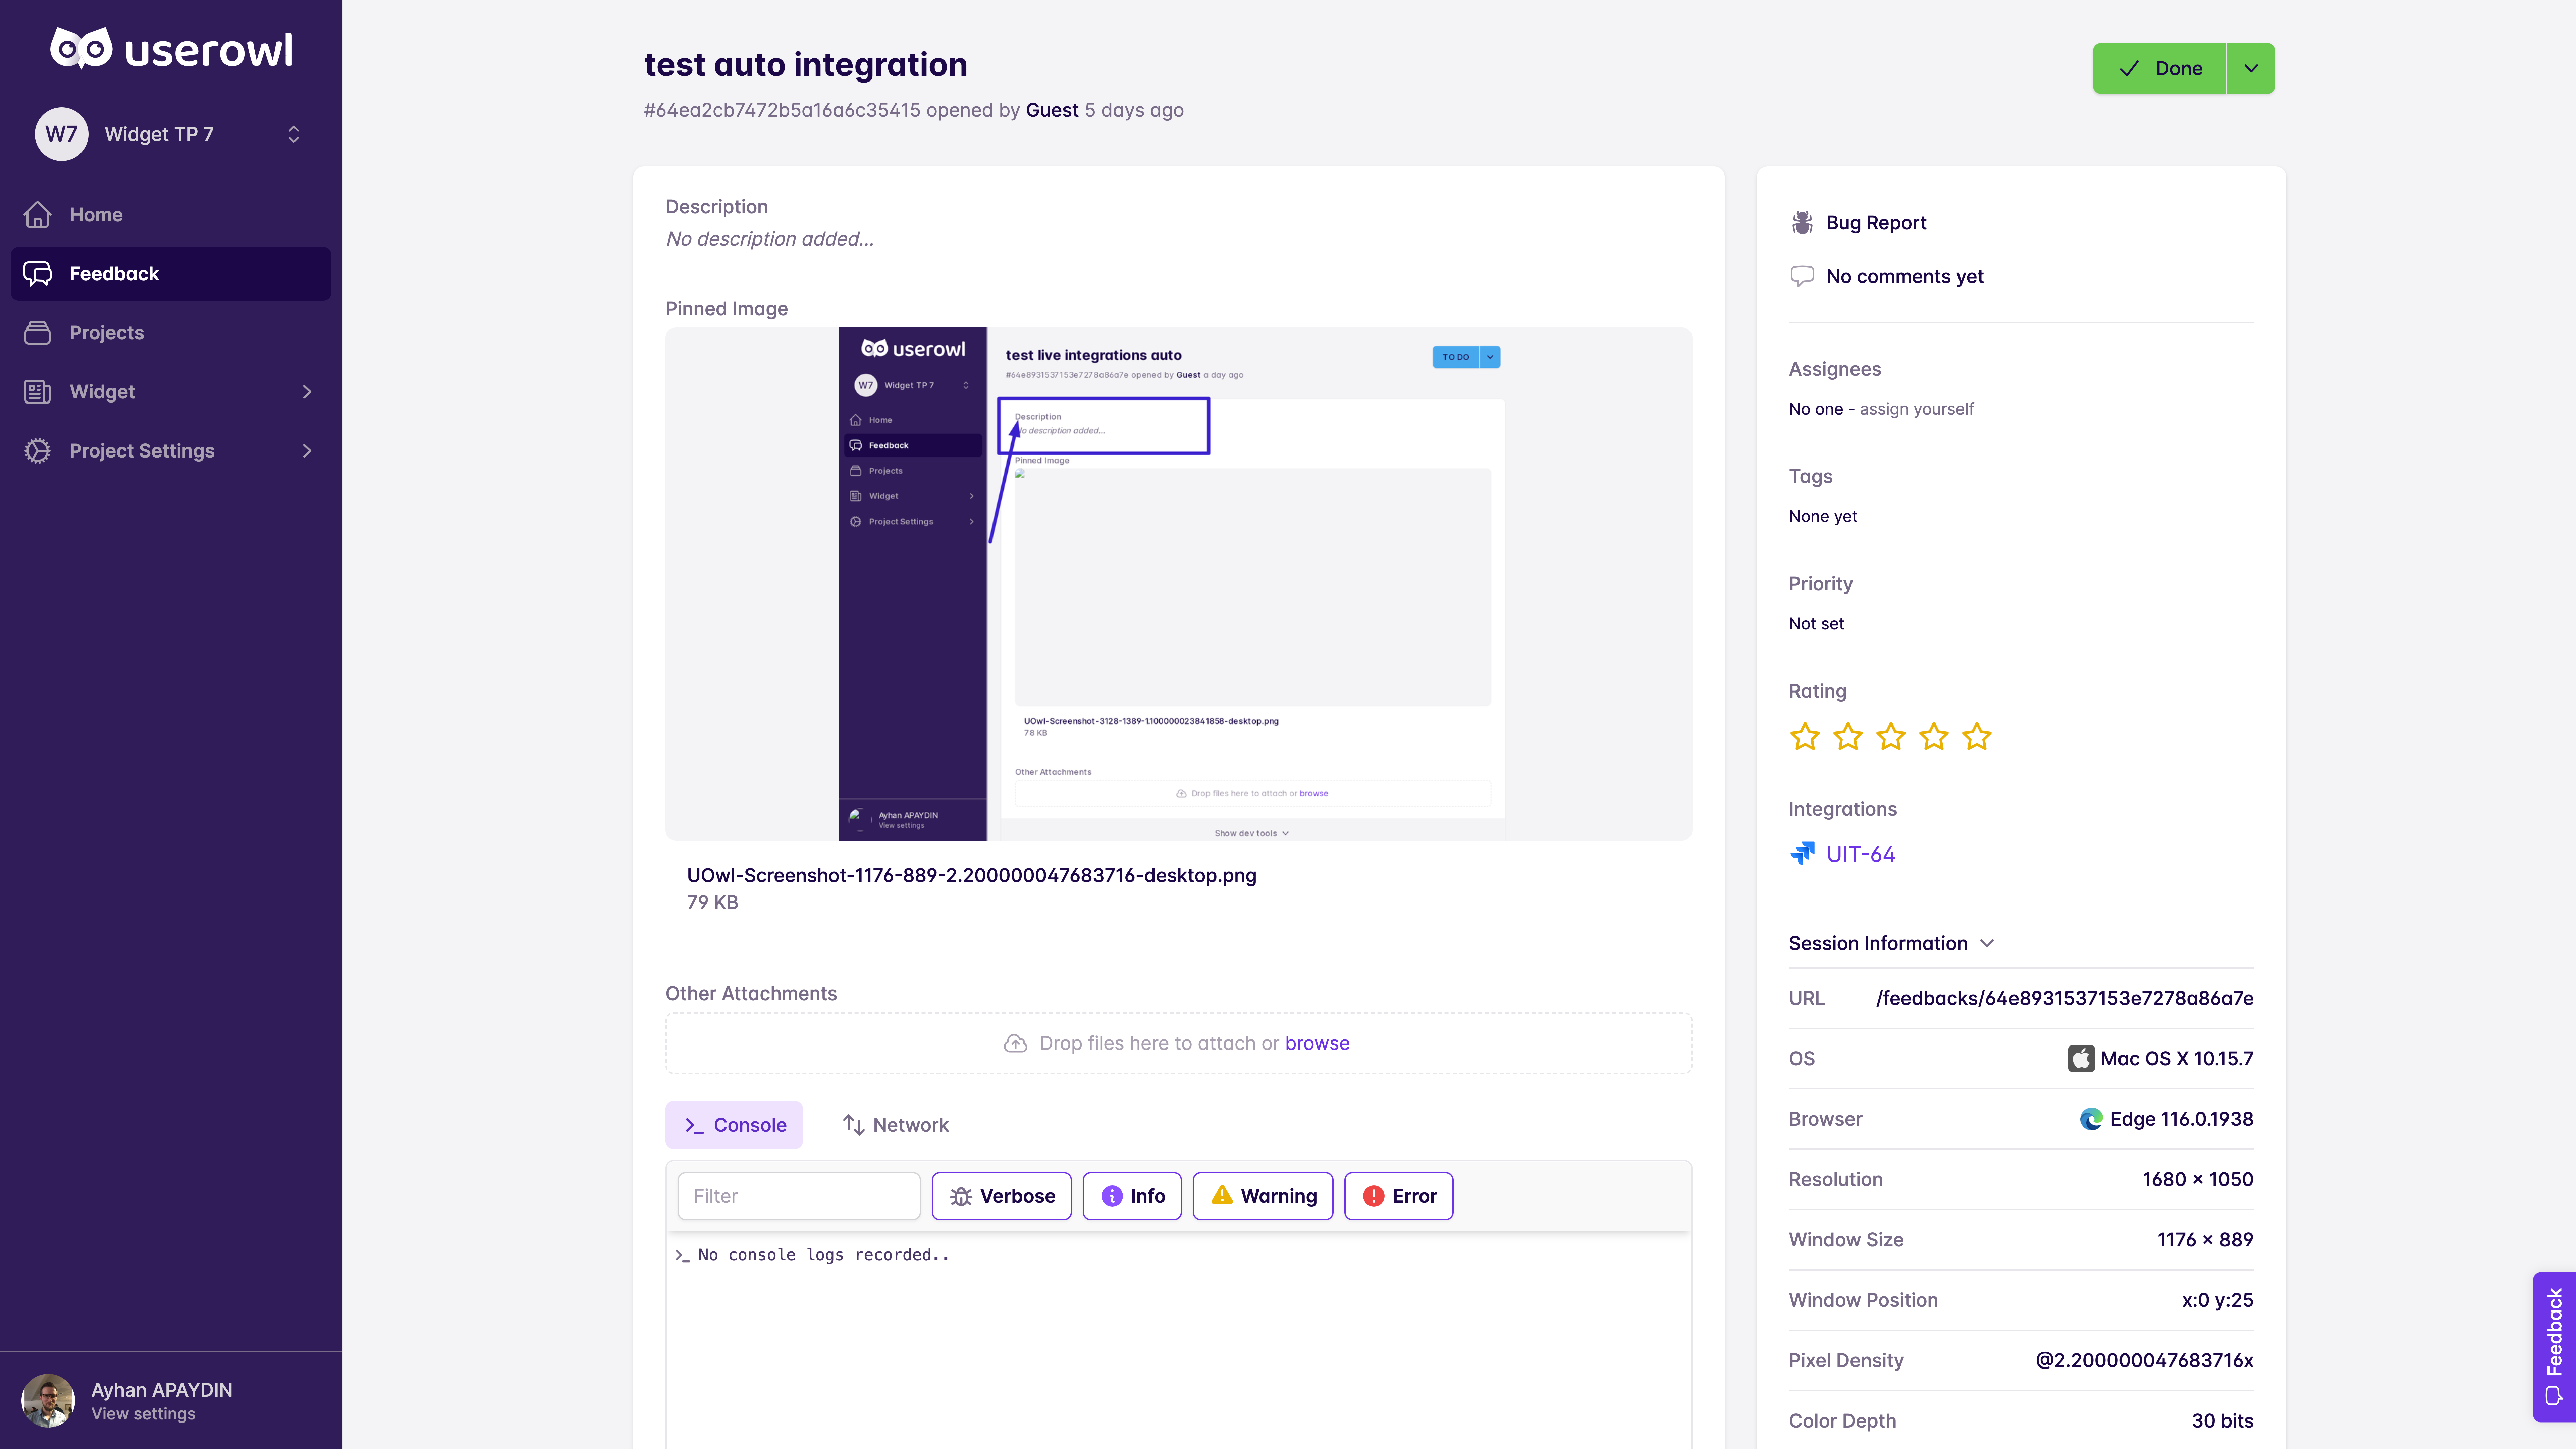 userowl
W7 Widget TP 7
Home
Feedback
Projects
Widget
Project Settings
Ayhan APAYDIN
View settings
test auto integration
#64ea2cb7472b5a16a6c35415 opened by Guest 5 days ago
Done
Description
No description added...
Pinned Image
userowl
W7 Widget TP 7
Home
Feedback
Projects
Widget
Project Settings
Ayhan APAYDIN
View settings
test live integrations auto
#64e8931537153e7278a86a7e opened by Guest a day ago
TO DO
Description
No description added...
Pinned Image
UOwl-Screenshot-3128-1389-1.100000023841858-desktop.png
78 KB
Other Attachments
Drop files here to attach or browse
Show dev tools
UOwl-Screenshot-1176-889-2.200000047683716-desktop.png
79 KB
Other Attachments
Drop files here to attach or browse
Console Network
Filter Verbose Info Warning Error
No console logs recorded..
Bug Report
No comments yet
Assignees
No one - assign yourself
Tags
None yet
Priority
Not set
Rating
Integrations
UIT-64
Session Information
URL /feedbacks/64e8931537153e7278a86a7e
OS Mac OS X 10.15.7
Browser Edge 116.0.1938
Resolution 1680 × 1050
Window Size 1176 × 889
Window Position x:0 y:25
Pixel Density @2.200000047683716x
Color Depth 30 bits
Feedback